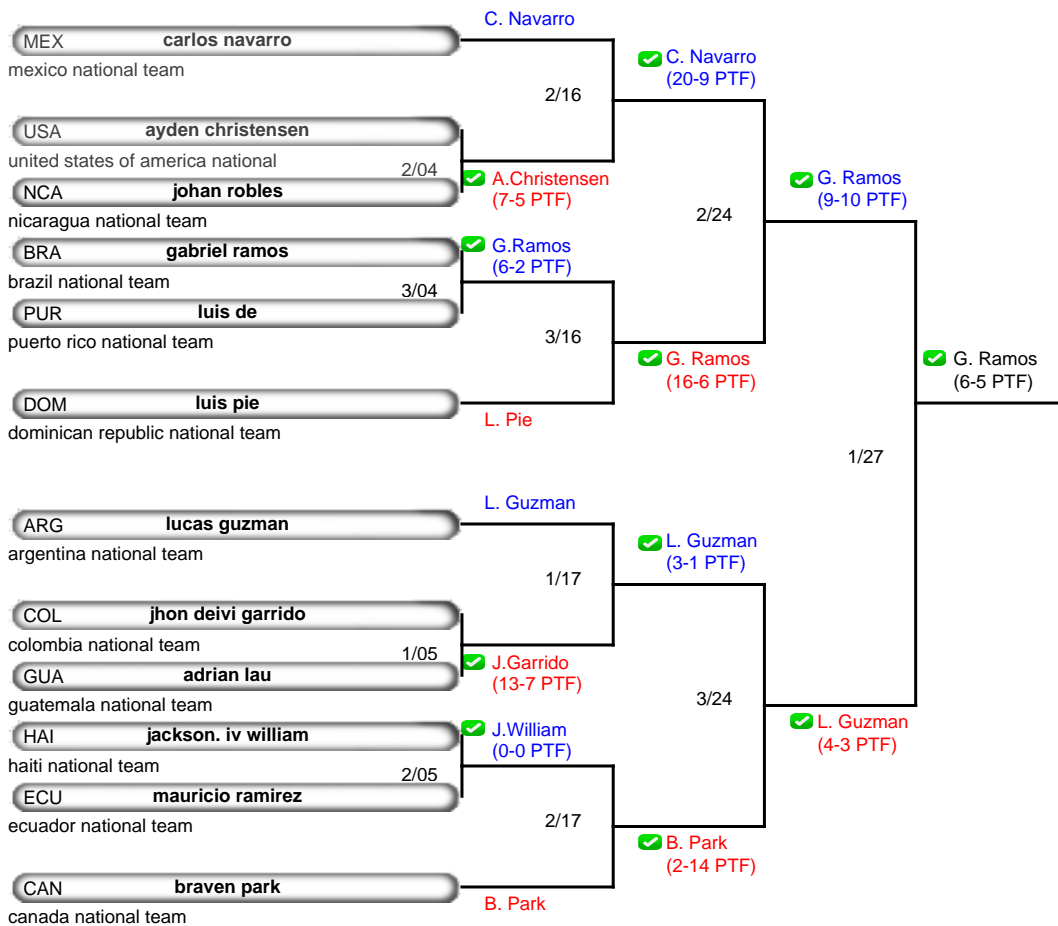 C. Navarro
MEX carlos navarro
mexico national team
C. Navarro
(20-9 PTF)
2/16
USA ayden christensen
united states of america national
2/04
NCA johan robles
nicaragua national team
A.Christensen
(7-5 PTF)
G. Ramos
(9-10 PTF)
2/24
BRA gabriel ramos
brazil national team
G.Ramos
(6-2 PTF)
3/04
PUR luis de
puerto rico national team
3/16
G. Ramos
(16-6 PTF)
G. Ramos
(6-5 PTF)
DOM luis pie
dominican republic national team
L. Pie
1/27
L. Guzman
ARG lucas guzman
argentina national team
L. Guzman
(3-1 PTF)
1/17
COL jhon deivi garrido
colombia national team
1/05
GUA adrian lau
guatemala national team
J.Garrido
(13-7 PTF)
3/24
HAI jackson. iv william
haiti national team
J.William
(0-0 PTF)
L. Guzman
(4-3 PTF)
2/05
ECU mauricio ramirez
ecuador national team
2/17
B. Park
(2-14 PTF)
CAN braven park
canada national team
B. Park